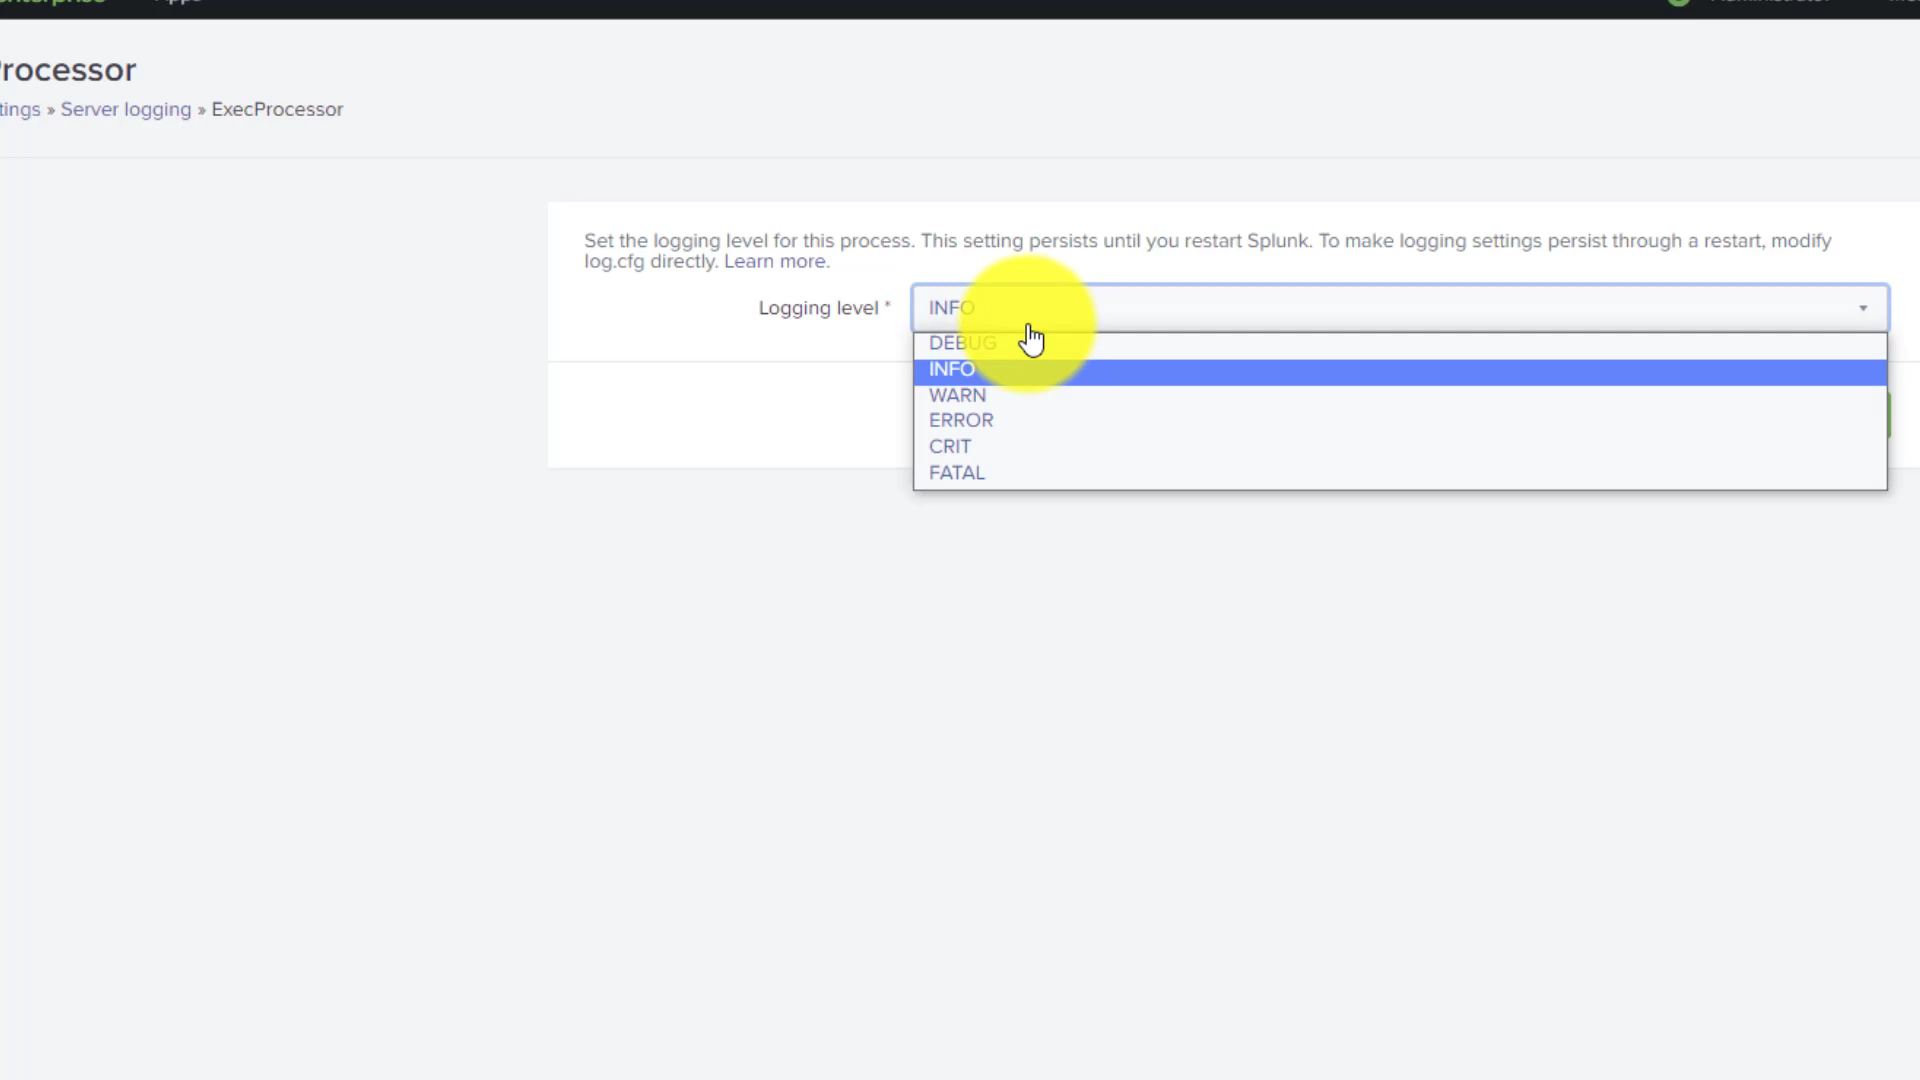 rocessor
tings » Server logging » ExecProcessor
Set the logging level for this process. This setting persists until you restart Splunk. To make logging settings persist through a restart, modify
log.cfg directly. Learn more.
Logging level *
INFO
DEBUG
INFO
WARN
ERROR
CRIT
FATAL